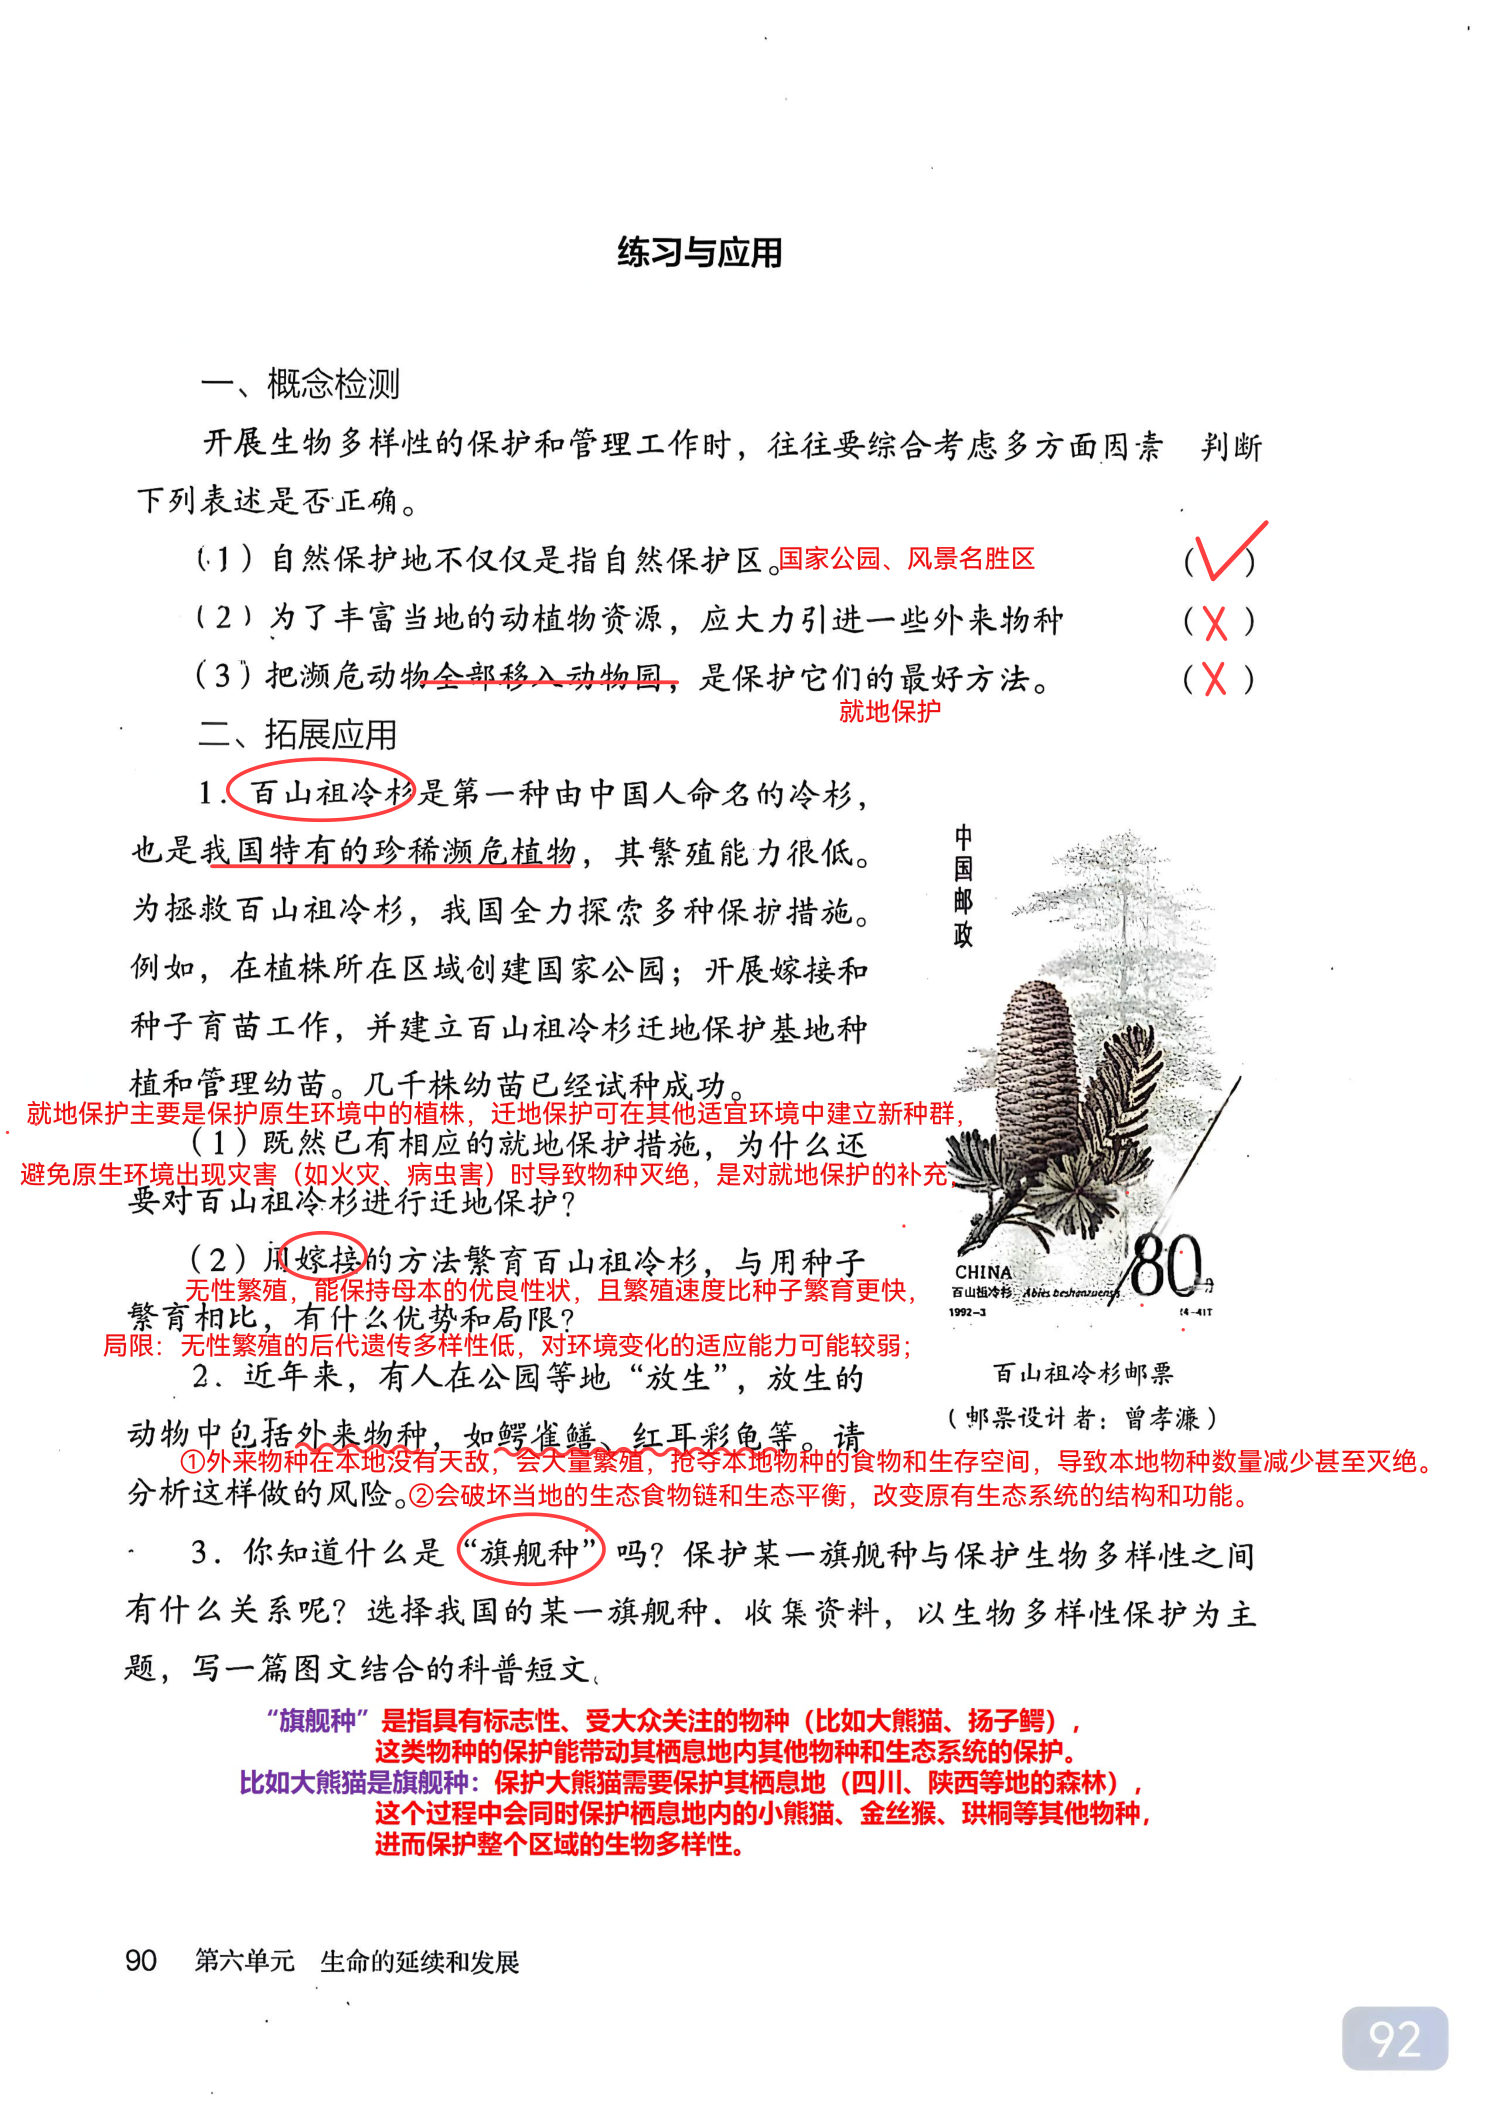 练习与应用
一、概念检测
开展生物多样性的保护和管理工作时，往往要综合考虑多方面因素 判断
下列表述是否正确。
（1）自然保护地不仅仅是指自然保护区。国家公园、风景名胜区 （√）
（2）为了丰富当地的动植物资源，应大力引进一些外来物种 （X）
（3）把濒危动物全部移入动物园，是保护它们的最好方法。 （X）
就地保护
二、拓展应用
1. 百山祖冷杉是第一种由中国人命名的冷杉，
也是我国特有的珍稀濒危植物，其繁殖能力很低。
为拯救百山祖冷杉，我国全力探索多种保护措施。
例如，在植株所在区域创建国家公园；开展嫁接和
种子育苗工作，并建立百山祖冷杉迁地保护基地种
植和管理幼苗。几千株幼苗已经试种成功。
就地保护主要是保护原生环境中的植株，迁地保护可在其他适宜环境中建立新种群，
（1）既然已有相应的就地保护措施，为什么还
避免原生环境出现灾害（如火灾、病虫害）时导致物种灭绝，是对就地保护的补充；
要对百山祖冷杉进行迁地保护？
（2）用嫁接的方法繁育百山祖冷杉，与用种子
无性繁殖，能保持母本的优良性状，且繁殖速度比种子繁育更快，
繁育相比，有什么优势和局限？
局限：无性繁殖的后代遗传多样性低，对环境变化的适应能力可能较弱；
中国邮政
CHINA
80分
百山祖冷杉 Abies beshanzuensis
1992-3
(4-4)T
百山祖冷杉邮票
（邮票设计者：曾孝濂）
2. 近年来，有人在公园等地“放生”，放生的
动物中包括外来物种，如鳄雀鳝、红耳彩龟等。请
①外来物种在本地没有天敌，会大量繁殖，抢夺本地物种的食物和生存空间，导致本地物种数量减少甚至灭绝。
分析这样做的风险。②会破坏当地的生态食物链和生态平衡，改变原有生态系统的结构和功能。
3. 你知道什么是“旗舰种”吗？保护某一旗舰种与保护生物多样性之间
有什么关系呢？选择我国的某一旗舰种．收集资料，以生物多样性保护为主
题，写一篇图文结合的科普短文、
“旗舰种”是指具有标志性、受大众关注的物种（比如大熊猫、扬子鳄），
这类物种的保护能带动其栖息地内其他物种和生态系统的保护。
比如大熊猫是旗舰种：保护大熊猫需要保护其栖息地（四川、陕西等地的森林），
这个过程中会同时保护栖息地内的小熊猫、金丝猴、珙桐等其他物种，
进而保护整个区域的生物多样性。
90 第六单元 生命的延续和发展
92